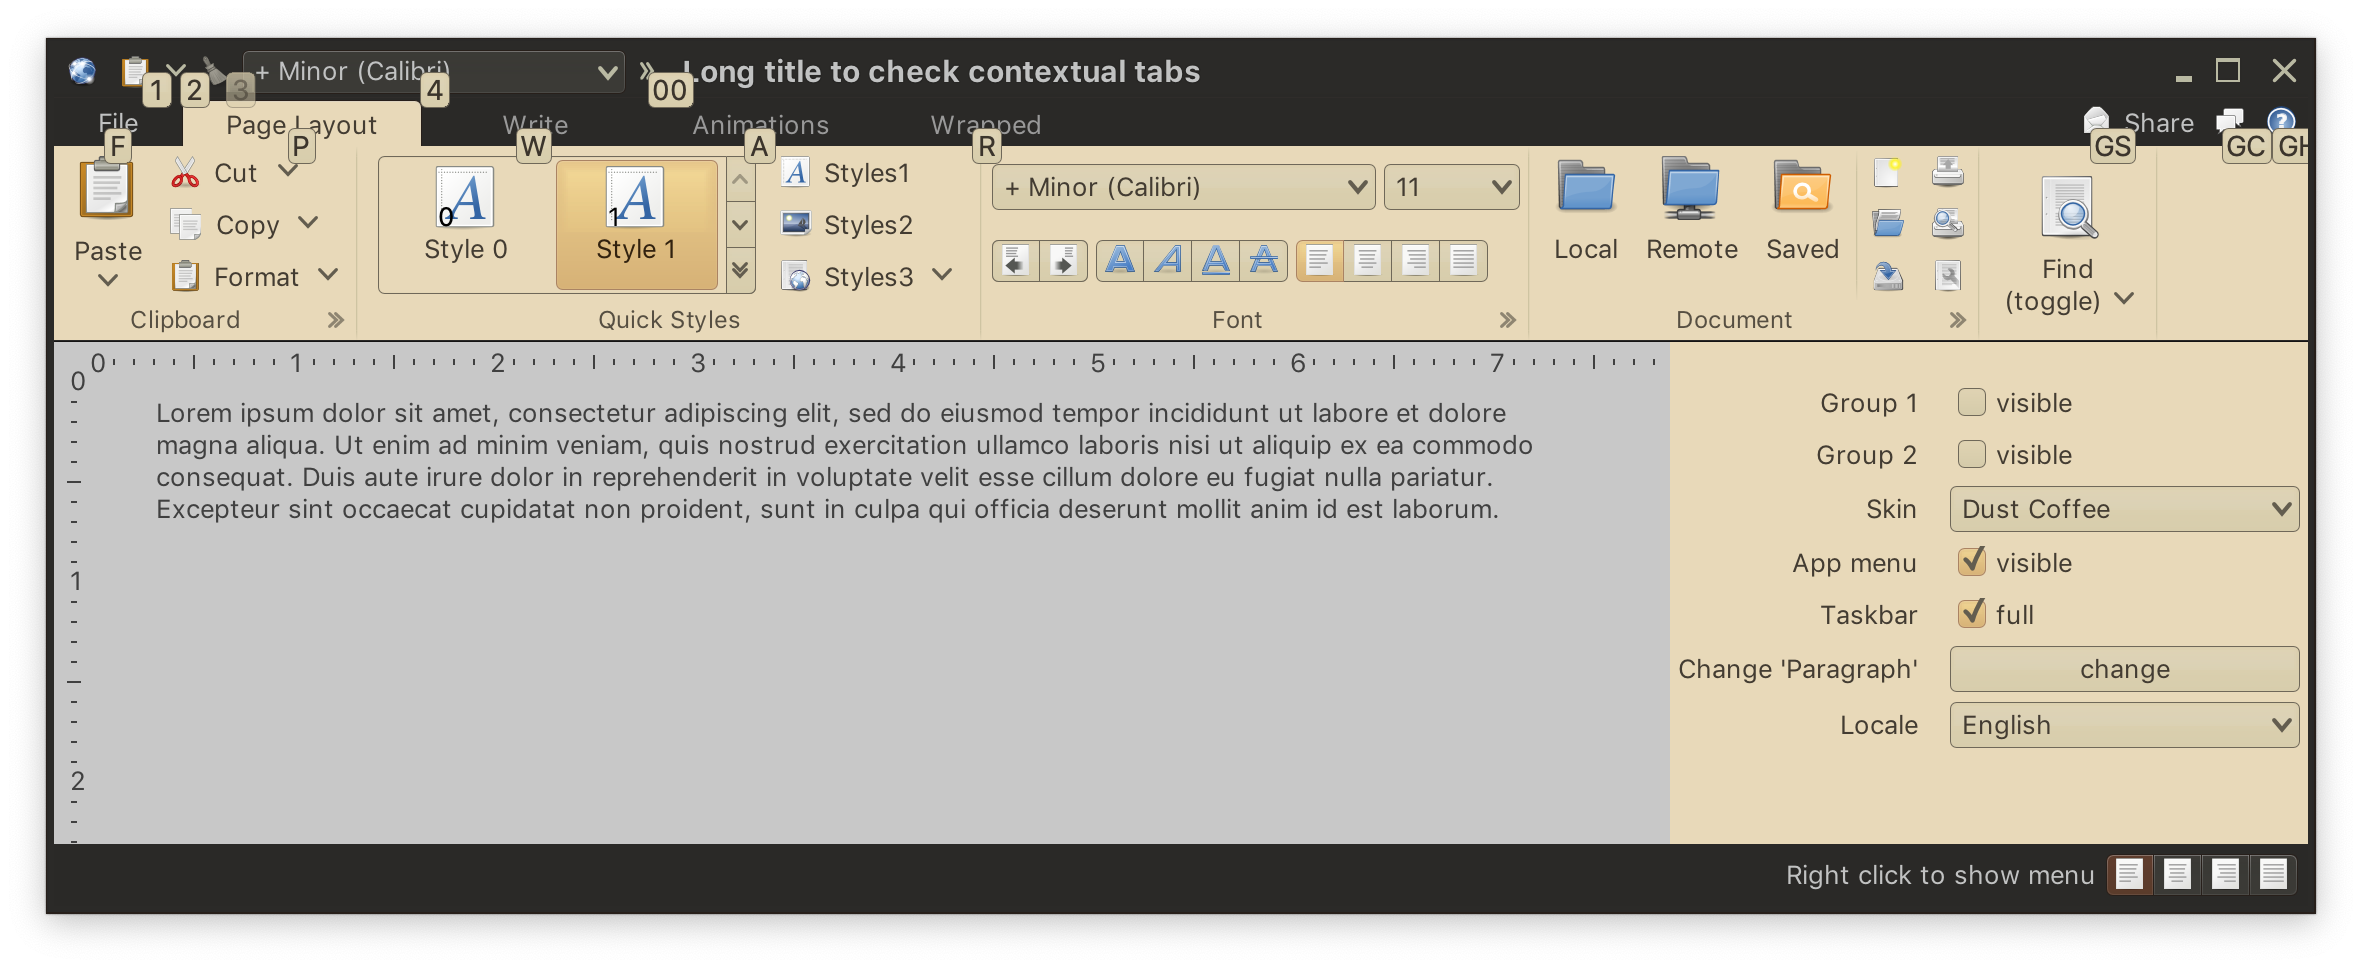 + Minor (Calibri)
Long title to check contextual tabs
1
2
3
4
00
File
Page Layout
Write
Animations
Wrapped
Share
F
P
W
A
R
GS
GC
GH
Paste
Cut
Copy
Format
Clipboard
0
Style 0
1
Style 1
Styles1
Styles2
Styles3
Quick Styles
+ Minor (Calibri)
11
Font
Local
Remote
Saved
Document
Find
(toggle)
0 1 2 3 4 5 6 7
0
1
2
Lorem ipsum dolor sit amet, consectetur adipiscing elit, sed do eiusmod tempor incididunt ut labore et dolore
magna aliqua. Ut enim ad minim veniam, quis nostrud exercitation ullamco laboris nisi ut aliquip ex ea commodo
consequat. Duis aute irure dolor in reprehenderit in voluptate velit esse cillum dolore eu fugiat nulla pariatur.
Excepteur sint occaecat cupidatat non proident, sunt in culpa qui officia deserunt mollit anim id est laborum.
Group 1 visible
Group 2 visible
Skin Dust Coffee
App menu visible
Taskbar full
Change 'Paragraph' change
Locale English
Right click to show menu